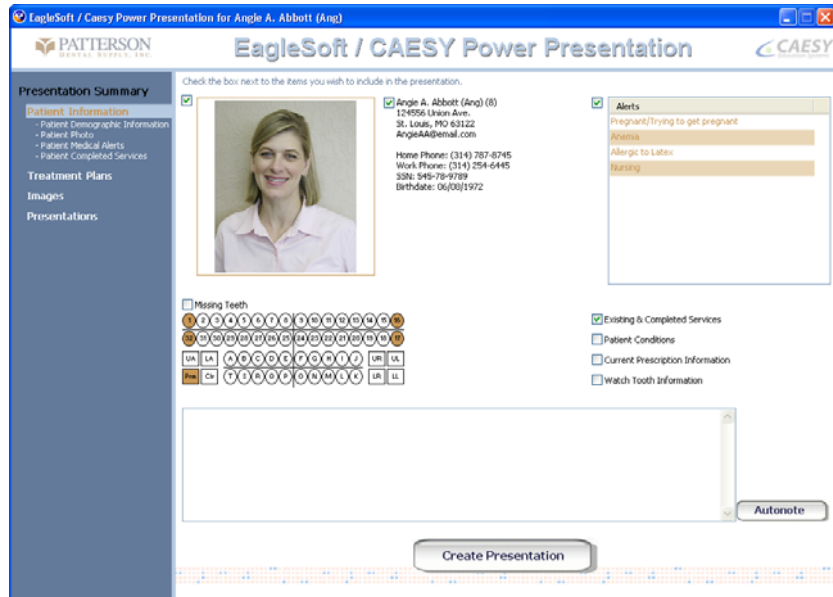 EagleSoft / Caesy Power Presentation for Angie A. Abbott (Ang)
PATTERSON
DENTAL SUPPLY, INC.
EagleSoft / CAESY Power Presentation
CAESY
Check the box next to the items you wish to include in the presentation.
Presentation Summary
Patient Information
- Patient Demographic Information
- Patient Photo
- Patient Medical Alerts
- Patient Completed Services
Treatment Plans
Images
Presentations
Angie A. Abbott (Ang) (8)
124556 Union Ave.
St. Louis, MO 63122
AngieAA@email.com
Home Phone: (314) 787-8745
Work Phone: (314) 254-6445
SSN: 545-78-9789
Birthdate: 06/08/1972
Alerts
Pregnant/Trying to get pregnant
Anemia
Allergic to Latex
Nursing
Missing Teeth
1 2 3 4 5 6 7 8 9 10 11 12 13 14 15 16
32 31 30 29 28 27 26 25 24 23 22 21 20 19 18 17
UA LA A B C D E F G H I J UR UL
Prm Clr T S R Q P O N M L K LR LL
Existing & Completed Services
Patient Conditions
Current Prescription Information
Watch Tooth Information
Autonote
Create Presentation